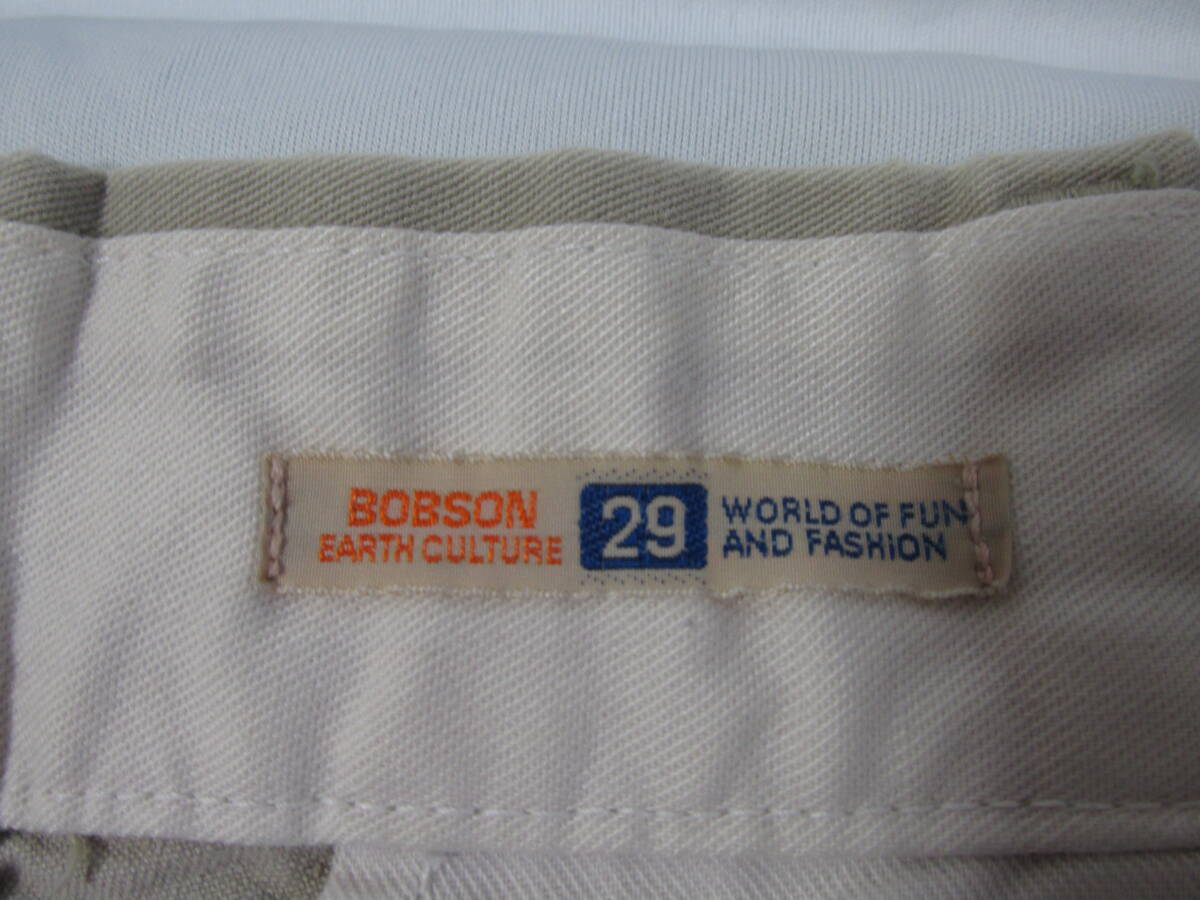 BOBSON
EARTH CULTURE
29
WORLD OF FUN
AND FASHION